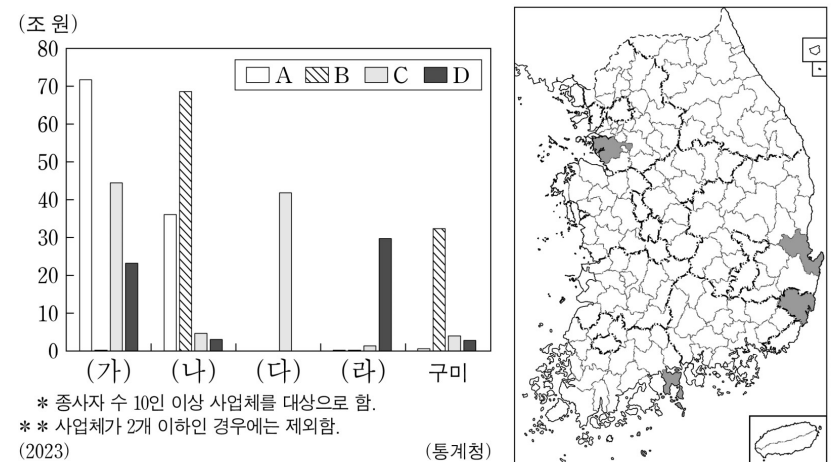 (조 원)
80
70
60
50
40
30
20
10
0
A B C D
(가) (나) (다) (라) 구미
* 종사자 수 10인 이상 사업체를 대상으로 함.
* * 사업체가 2개 이하인 경우에는 제외함.
(2023) (통계청)